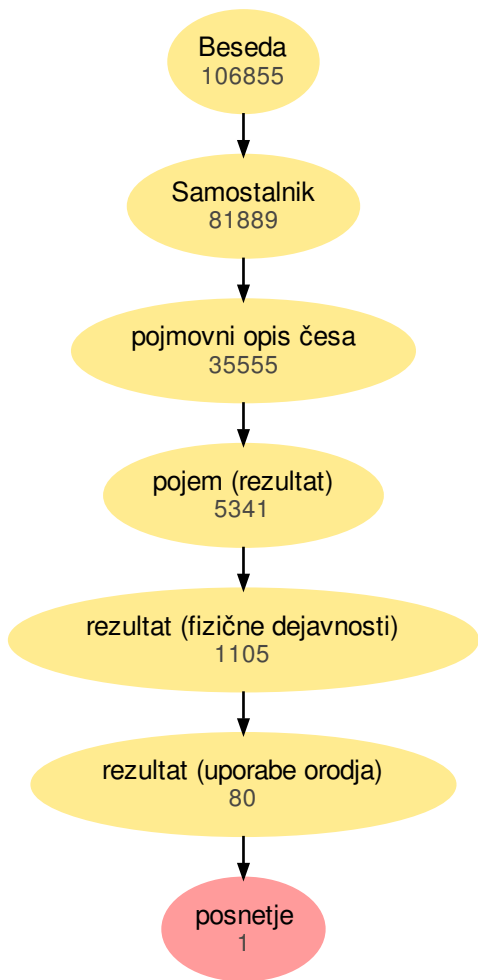 Beseda
106855
Samostalnik
81889
pojmovni opis česa
35555
pojem (rezultat)
5341
rezultat (fizične dejavnosti)
1105
rezultat (uporabe orodja)
80
posnetje
1